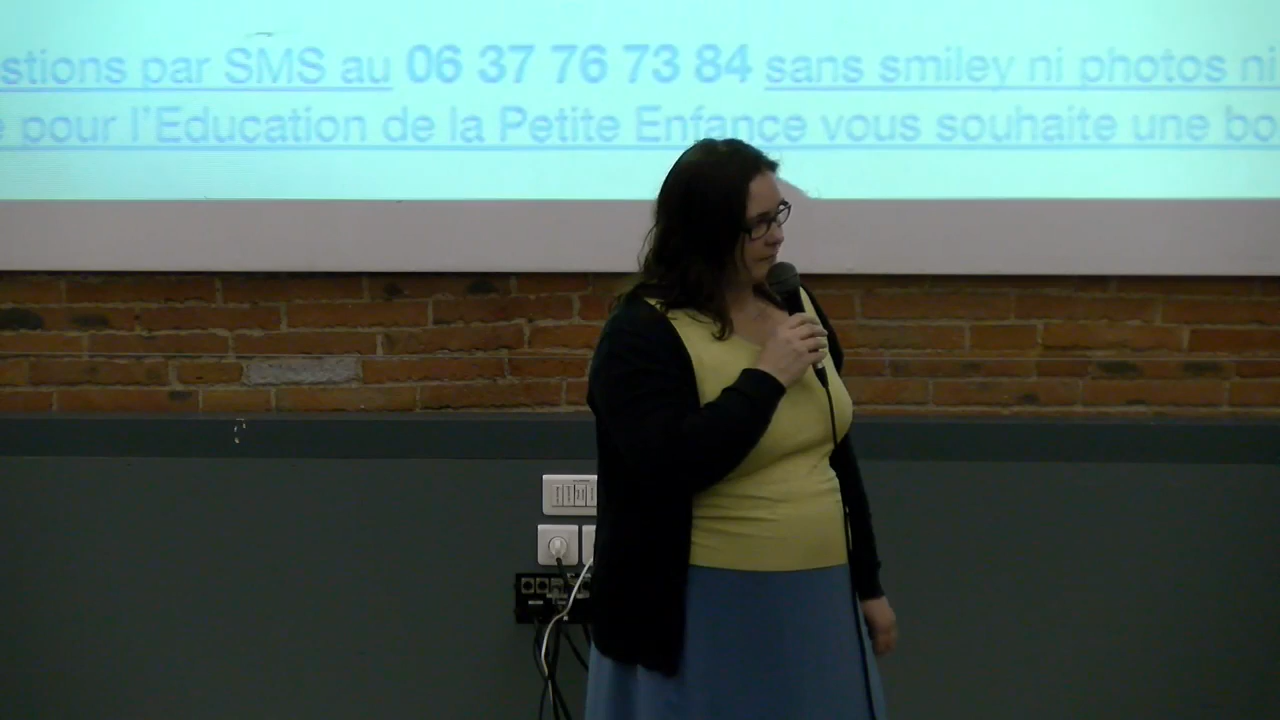 stions par SMS au 06 37 76 73 84 sans smiley ni photos ni
e pour l'Education de la Petite Enfance vous souhaite une bo